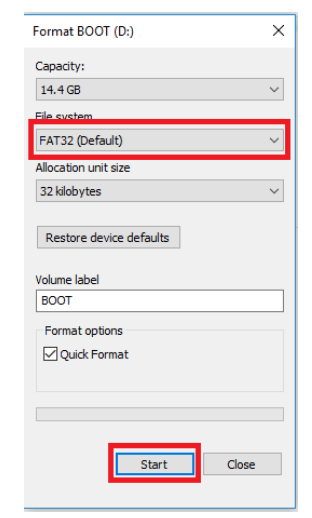 Format BOOT (D:)
Capacity:
14.4 GB
File system
FAT32 (Default)
Allocation unit size
32 kilobytes
Restore device defaults
Volume label
BOOT
Format options
Quick Format
Start Close